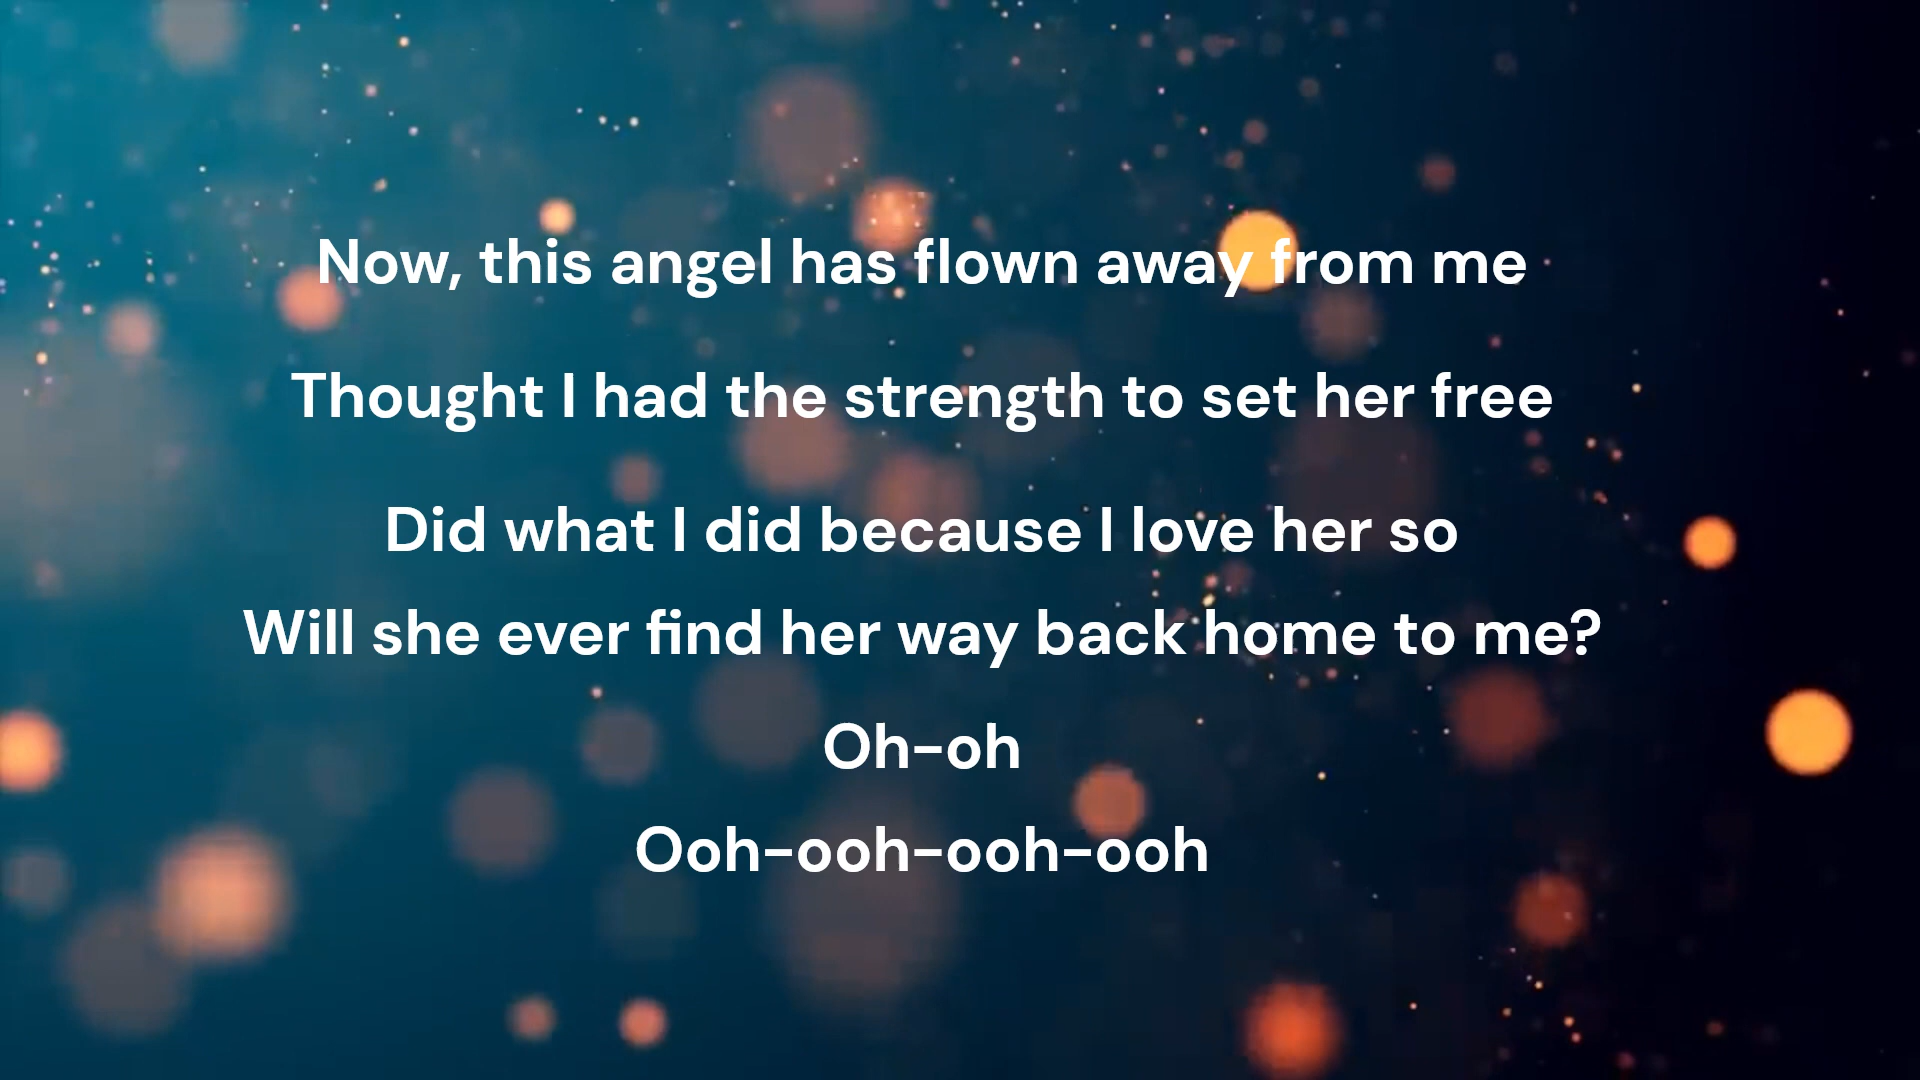 Now, this angel has flown away from me
Thought I had the strength to set her free
Did what I did because I love her so
Will she ever find her way back home to me?
Oh-oh
Ooh-ooh-ooh-ooh